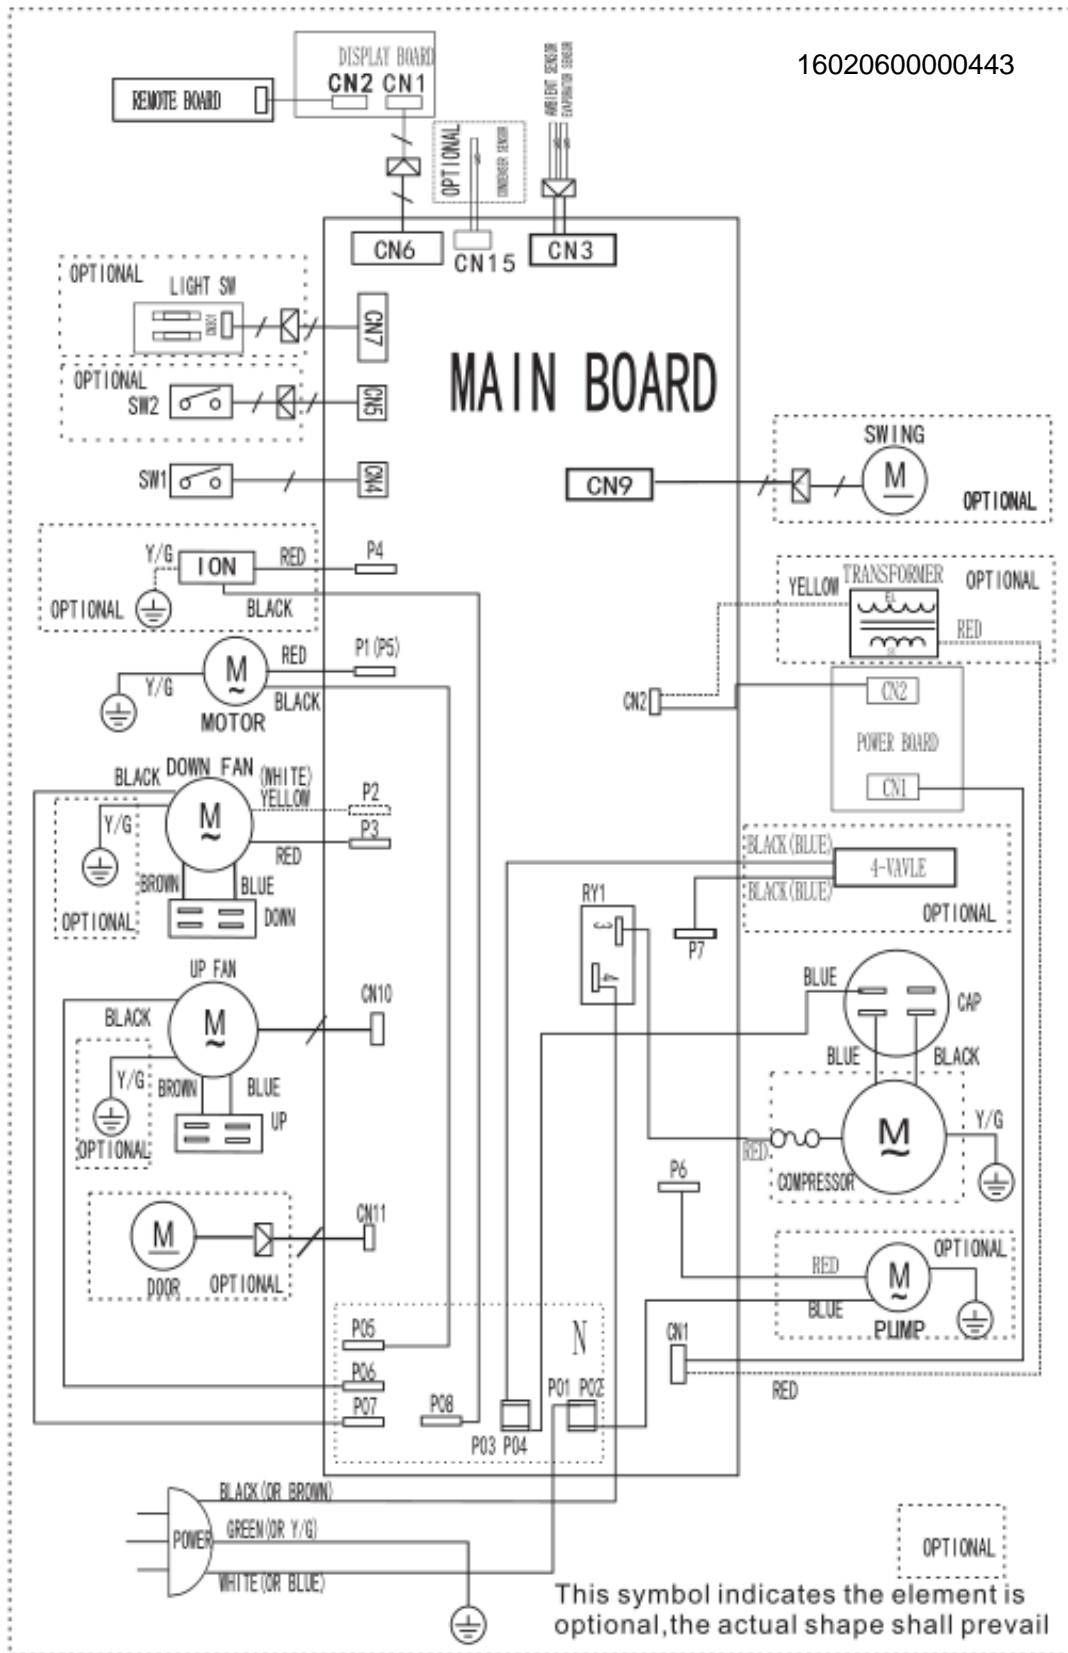 16020600000443
DISPLAY BOARD
CN2 CN1
REMOTE BOARD
OPTIONAL
CONDENSER SENSOR
AMBIENT SENSOR
EVAPORATOR SENSOR
CN6
CN15
CN3
OPTIONAL
LIGHT SW
CN7
OPTIONAL
SW2
CN5
MAIN BOARD
SW1
CN4
CN9
SWING
M
OPTIONAL
Y/G
ION
RED
P4
OPTIONAL
BLACK
YELLOW
TRANSFORMER
OPTIONAL
RED
M
~
RED
P1(P5)
Y/G
BLACK
MOTOR
CN2
CN2
POWER BOARD
CN1
BLACK
DOWN FAN
(WHITE)
YELLOW
P2
M
~
Y/G
P3
RED
BROWN
BLUE
OPTIONAL
DOWN
BLACK(BLUE)
4-VAVLE
BLACK(BLUE)
OPTIONAL
RY1
3
4
P7
UP FAN
CN10
BLACK
M
~
Y/G
BROWN
BLUE
UP
OPTIONAL
BLUE
CAP
BLUE
BLACK
M
~
Y/G
RED
COMPRESSOR
P6
M
DOOR
OPTIONAL
CN11
OPTIONAL
RED
M
~
BLUE
PUMP
P05
N
P06
P07
P08
P01 P02
P03 P04
CN1
RED
BLACK(OR BROWN)
POWER
GREEN(OR Y/G)
WHITE(OR BLUE)
OPTIONAL
This symbol indicates the element is
optional,the actual shape shall prevail